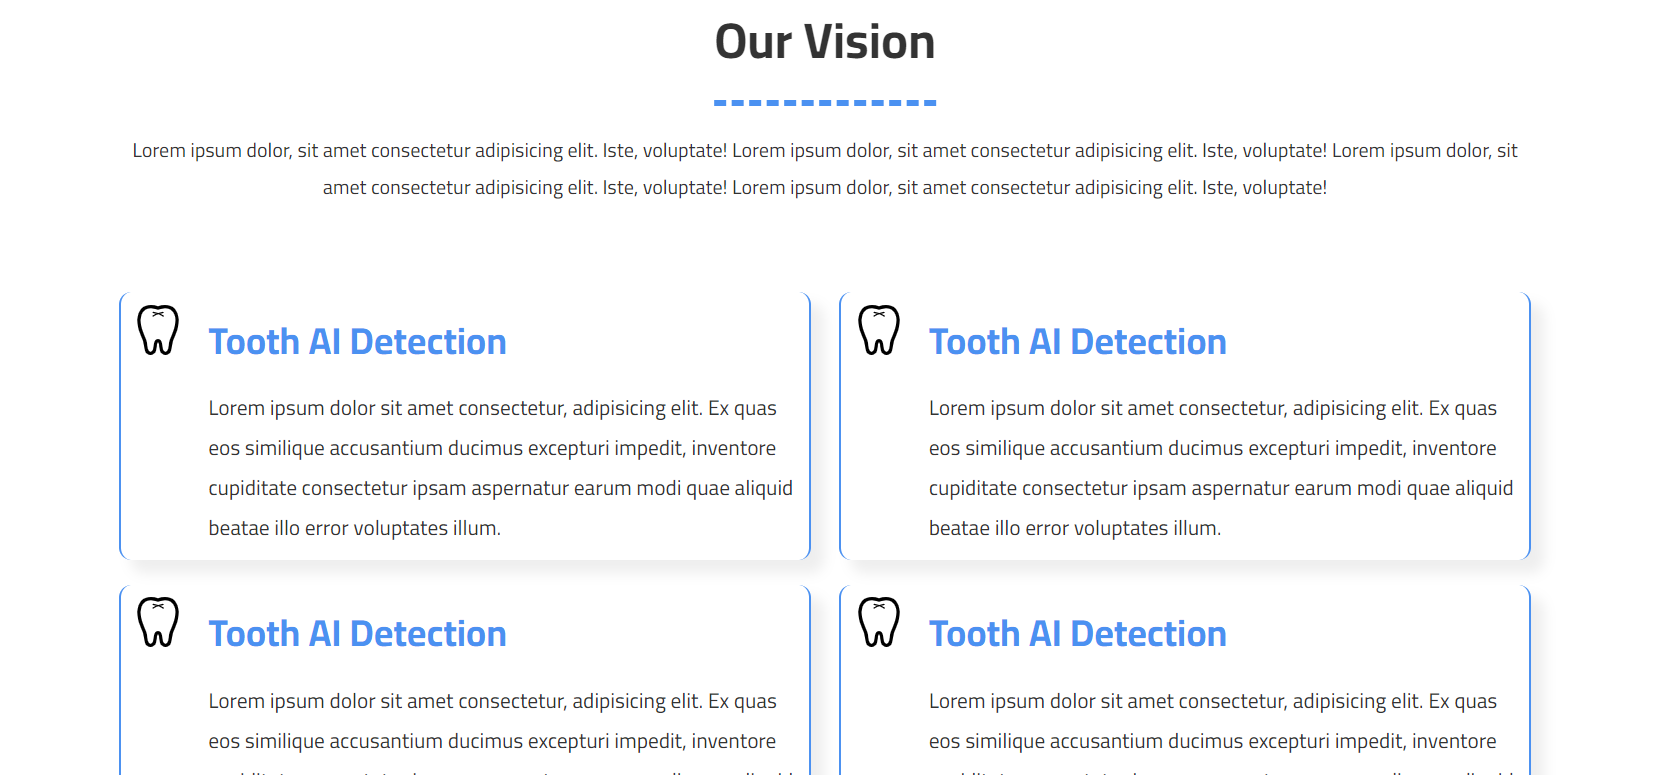 Our Vision
Lorem ipsum dolor, sit amet consectetur adipisicing elit. Iste, voluptate! Lorem ipsum dolor, sit amet consectetur adipisicing elit. Iste, voluptate! Lorem ipsum dolor, sit
amet consectetur adipisicing elit. Iste, voluptate! Lorem ipsum dolor, sit amet consectetur adipisicing elit. Iste, voluptate!
Tooth AI Detection
Lorem ipsum dolor sit amet consectetur, adipisicing elit. Ex quas
eos similique accusantium ducimus excepturi impedit, inventore
cupiditate consectetur ipsam aspernatur earum modi quae aliquid
beatae illo error voluptates illum.
Tooth AI Detection
Lorem ipsum dolor sit amet consectetur, adipisicing elit. Ex quas
eos similique accusantium ducimus excepturi impedit, inventore
cupiditate consectetur ipsam aspernatur earum modi quae aliquid
beatae illo error voluptates illum.
Tooth AI Detection
Lorem ipsum dolor sit amet consectetur, adipisicing elit. Ex quas
eos similique accusantium ducimus excepturi impedit, inventore
Tooth AI Detection
Lorem ipsum dolor sit amet consectetur, adipisicing elit. Ex quas
eos similique accusantium ducimus excepturi impedit, inventore